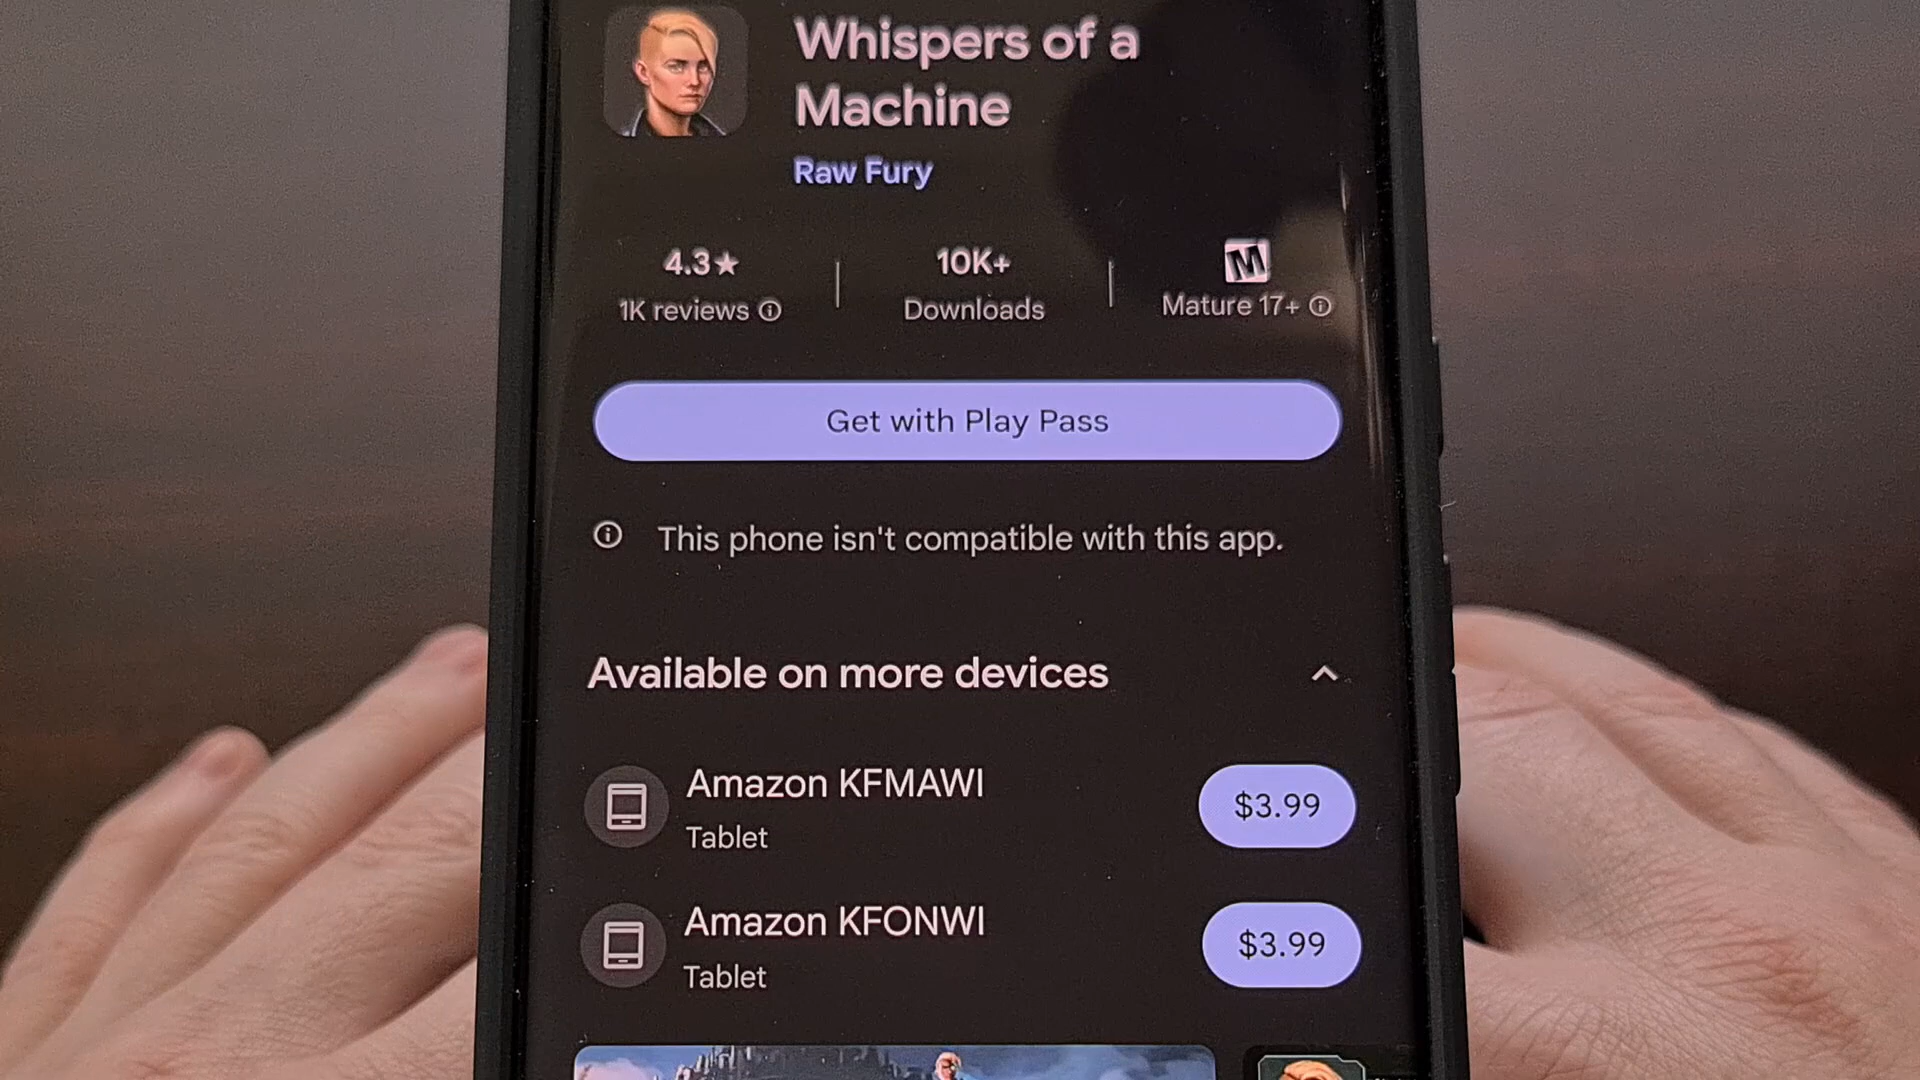 Whispers of a
Machine
Raw Fury
4.3★
1K reviews
10K+
Downloads
M
Mature 17+
Get with Play Pass
This phone isn't compatible with this app.
Available on more devices
Amazon KFMAWI
Tablet
$3.99
Amazon KFONWI
Tablet
$3.99